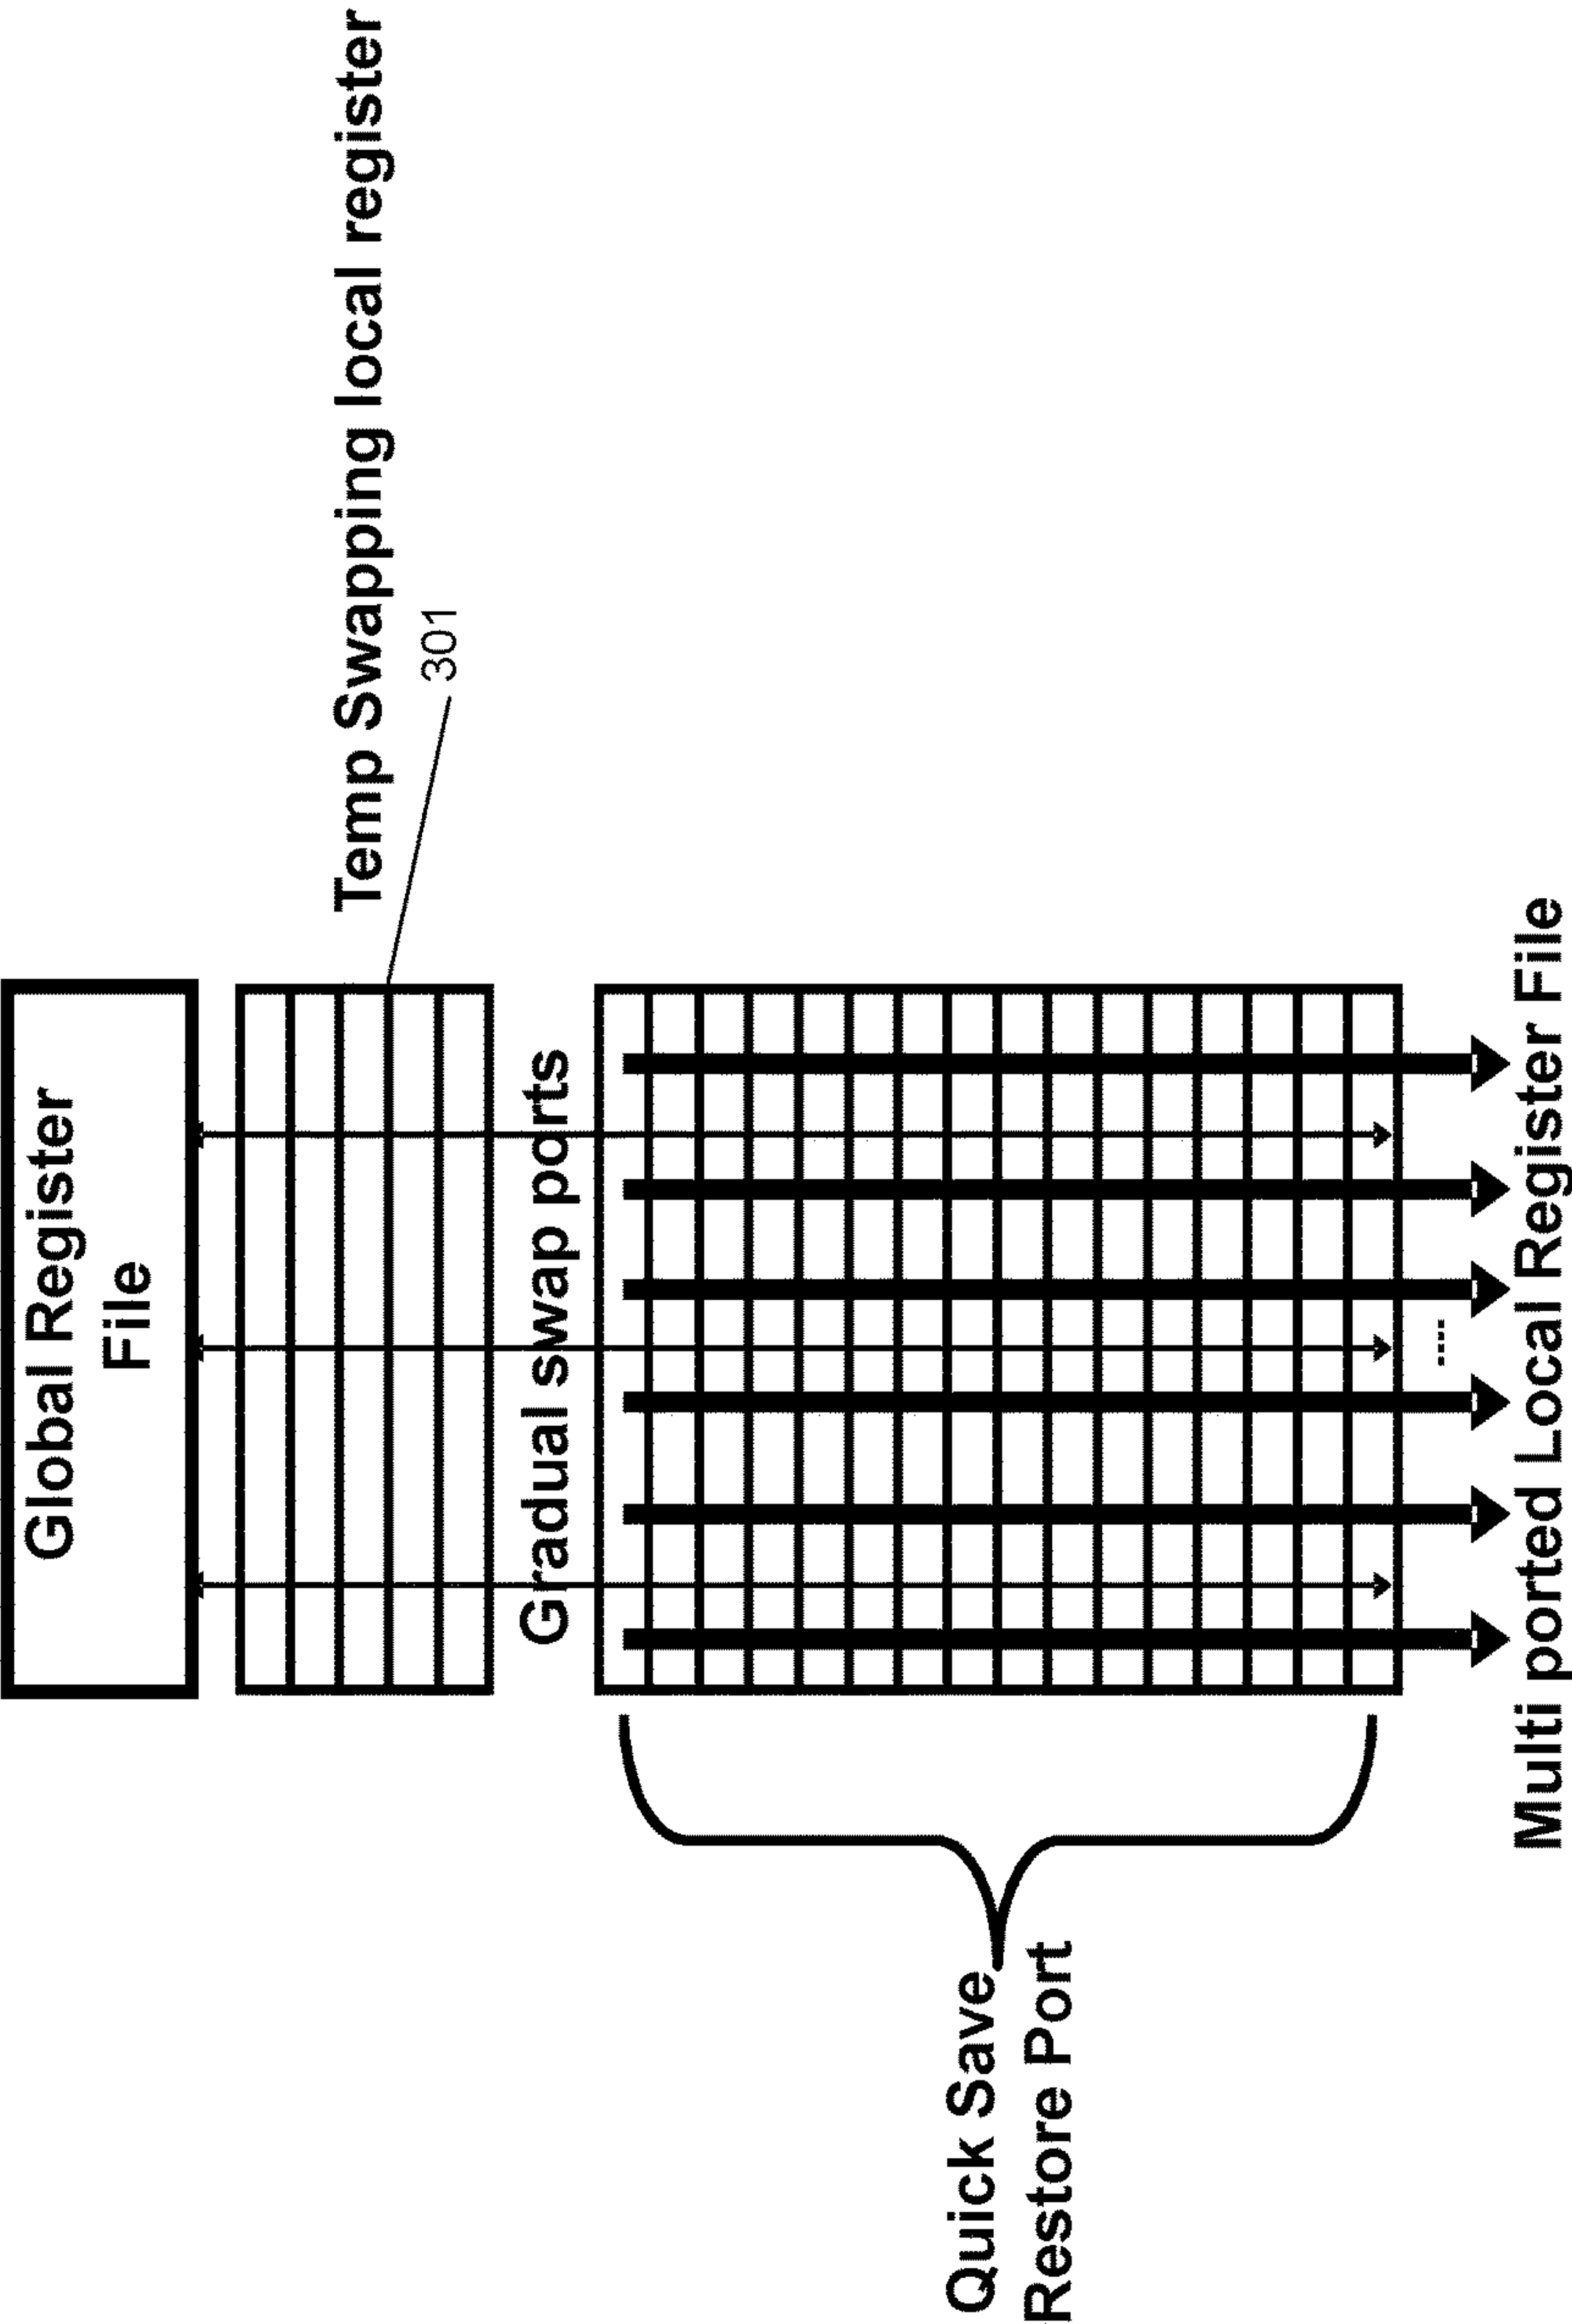 Global Register
File
Temp Swapping local register
301
Gradual swap ports
Quick Save
Restore Port
....
Multi ported Local Register File